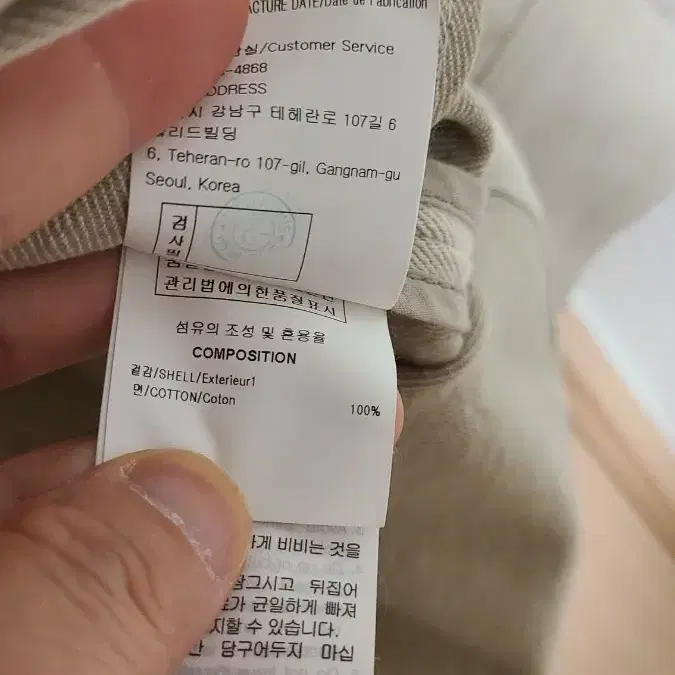 ACTURE DATE/Date de Fabrication
실/Customer Service
-4868
DDRESS
시 강남구 테헤란로 107길 6
리드빌딩
6, Teheran-ro 107-gil, Gangnam-gu
Seoul, Korea
검사필
관리법에의한품질표시
섬유의 조성 및 혼용율
COMPOSITION
겉감/SHELL/Exterieur1
면/COTTON/Coton 100%
게 비비는 것을
잠그시고 뒤집어
가 균일하게 빠져
지할 수 있습니다.
당구어두지 마십